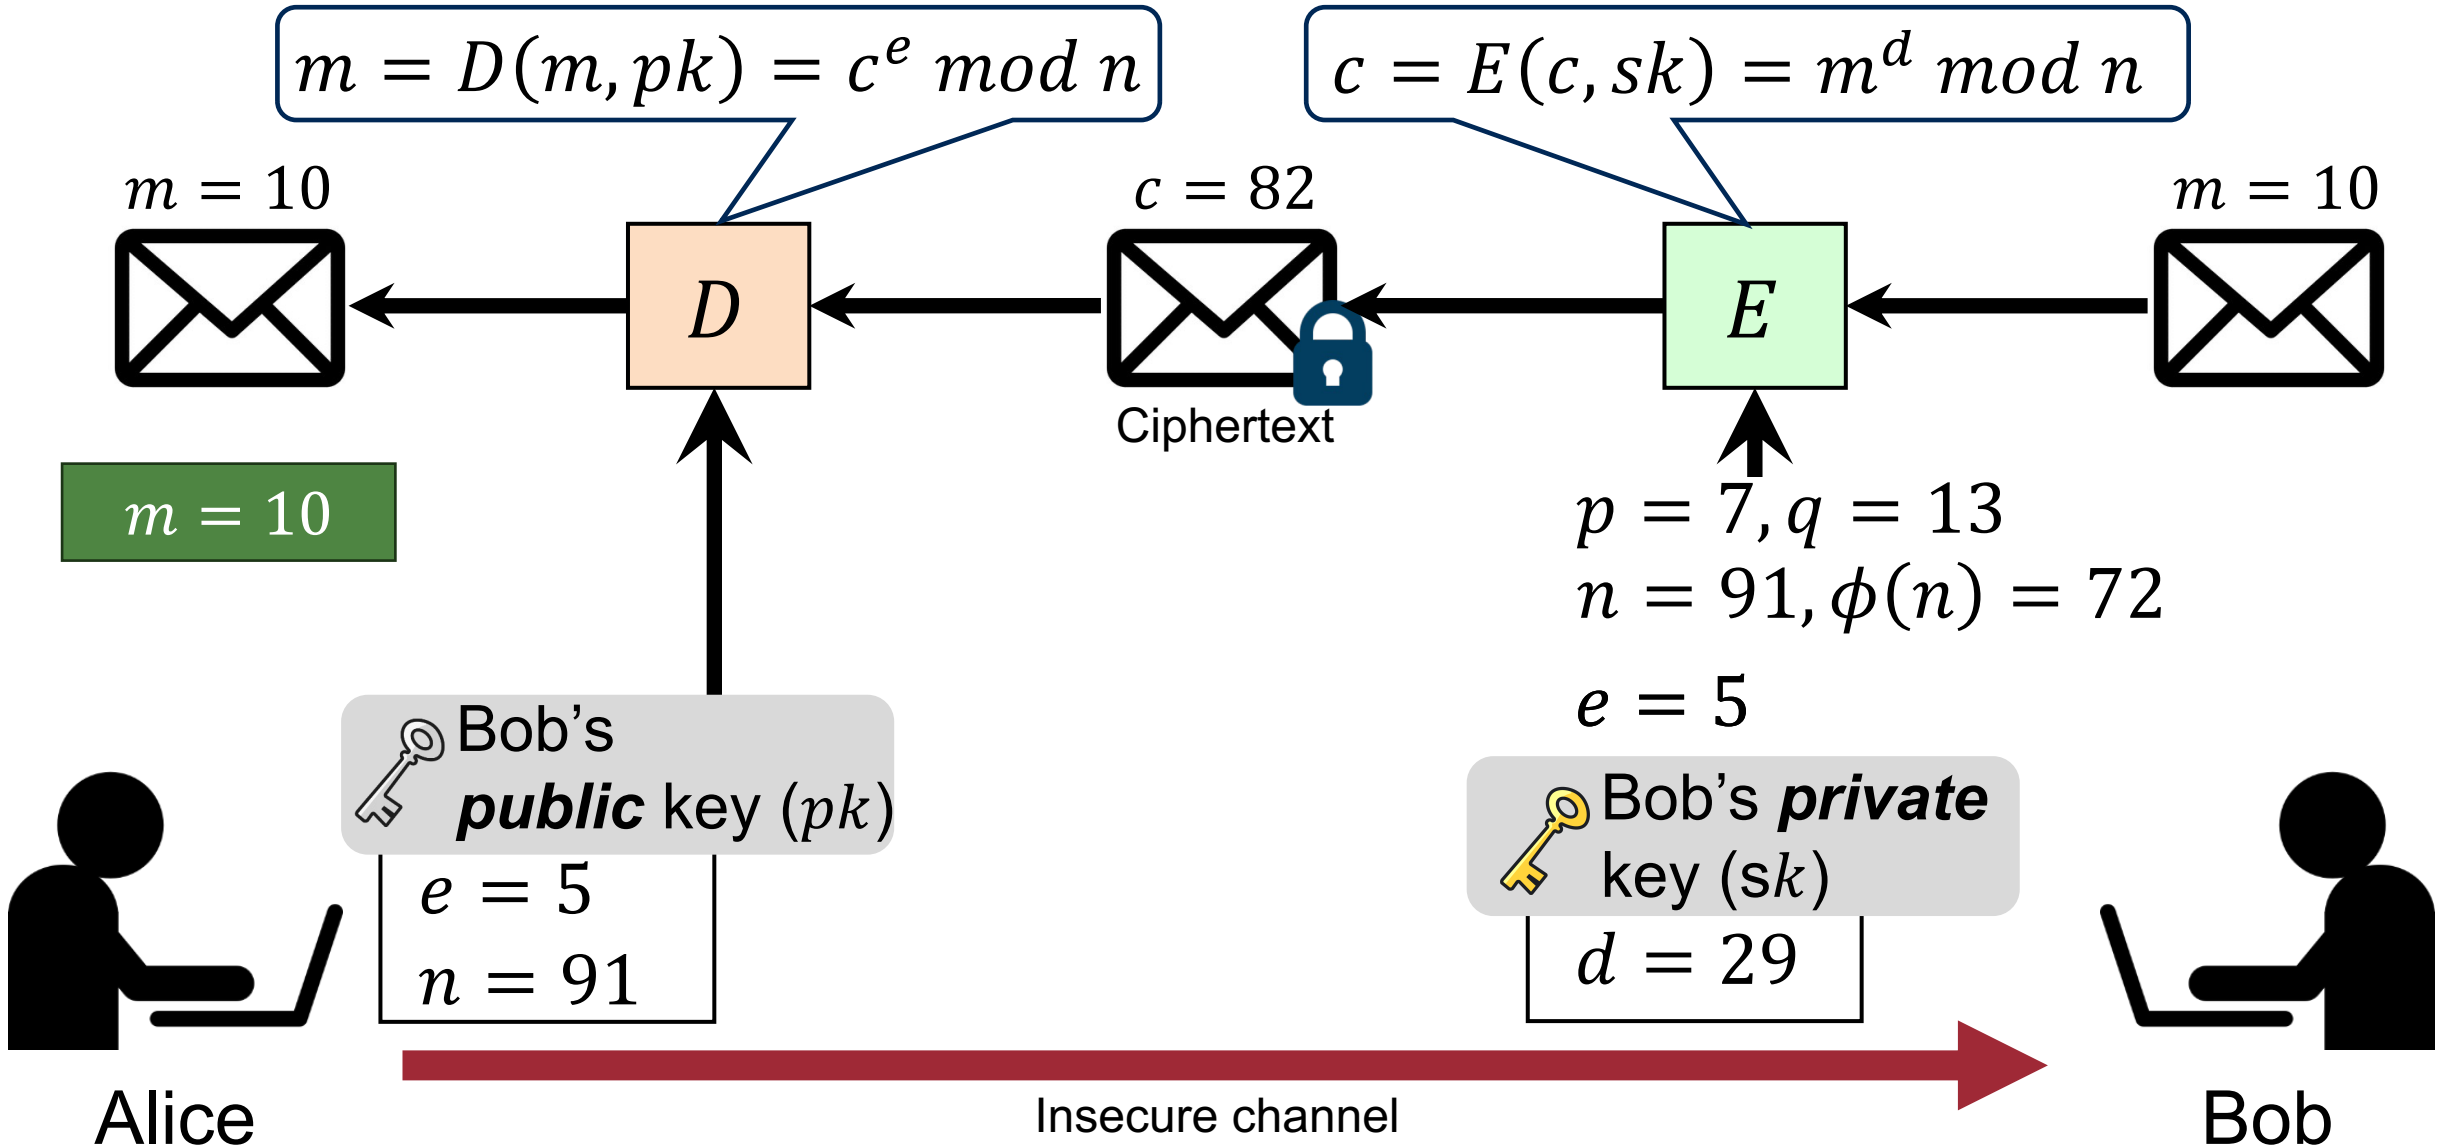 m = D(m, pk) = c^e mod n
c = E(c, sk) = m^d mod n
m = 10
c = 82
m = 10
D
E
Ciphertext
m = 10
p = 7, q = 13
n = 91, ϕ(n) = 72
e = 5
Bob's
public key (pk)
e = 5
n = 91
Bob's private
key (sk)
d = 29
Insecure channel
Alice
Bob